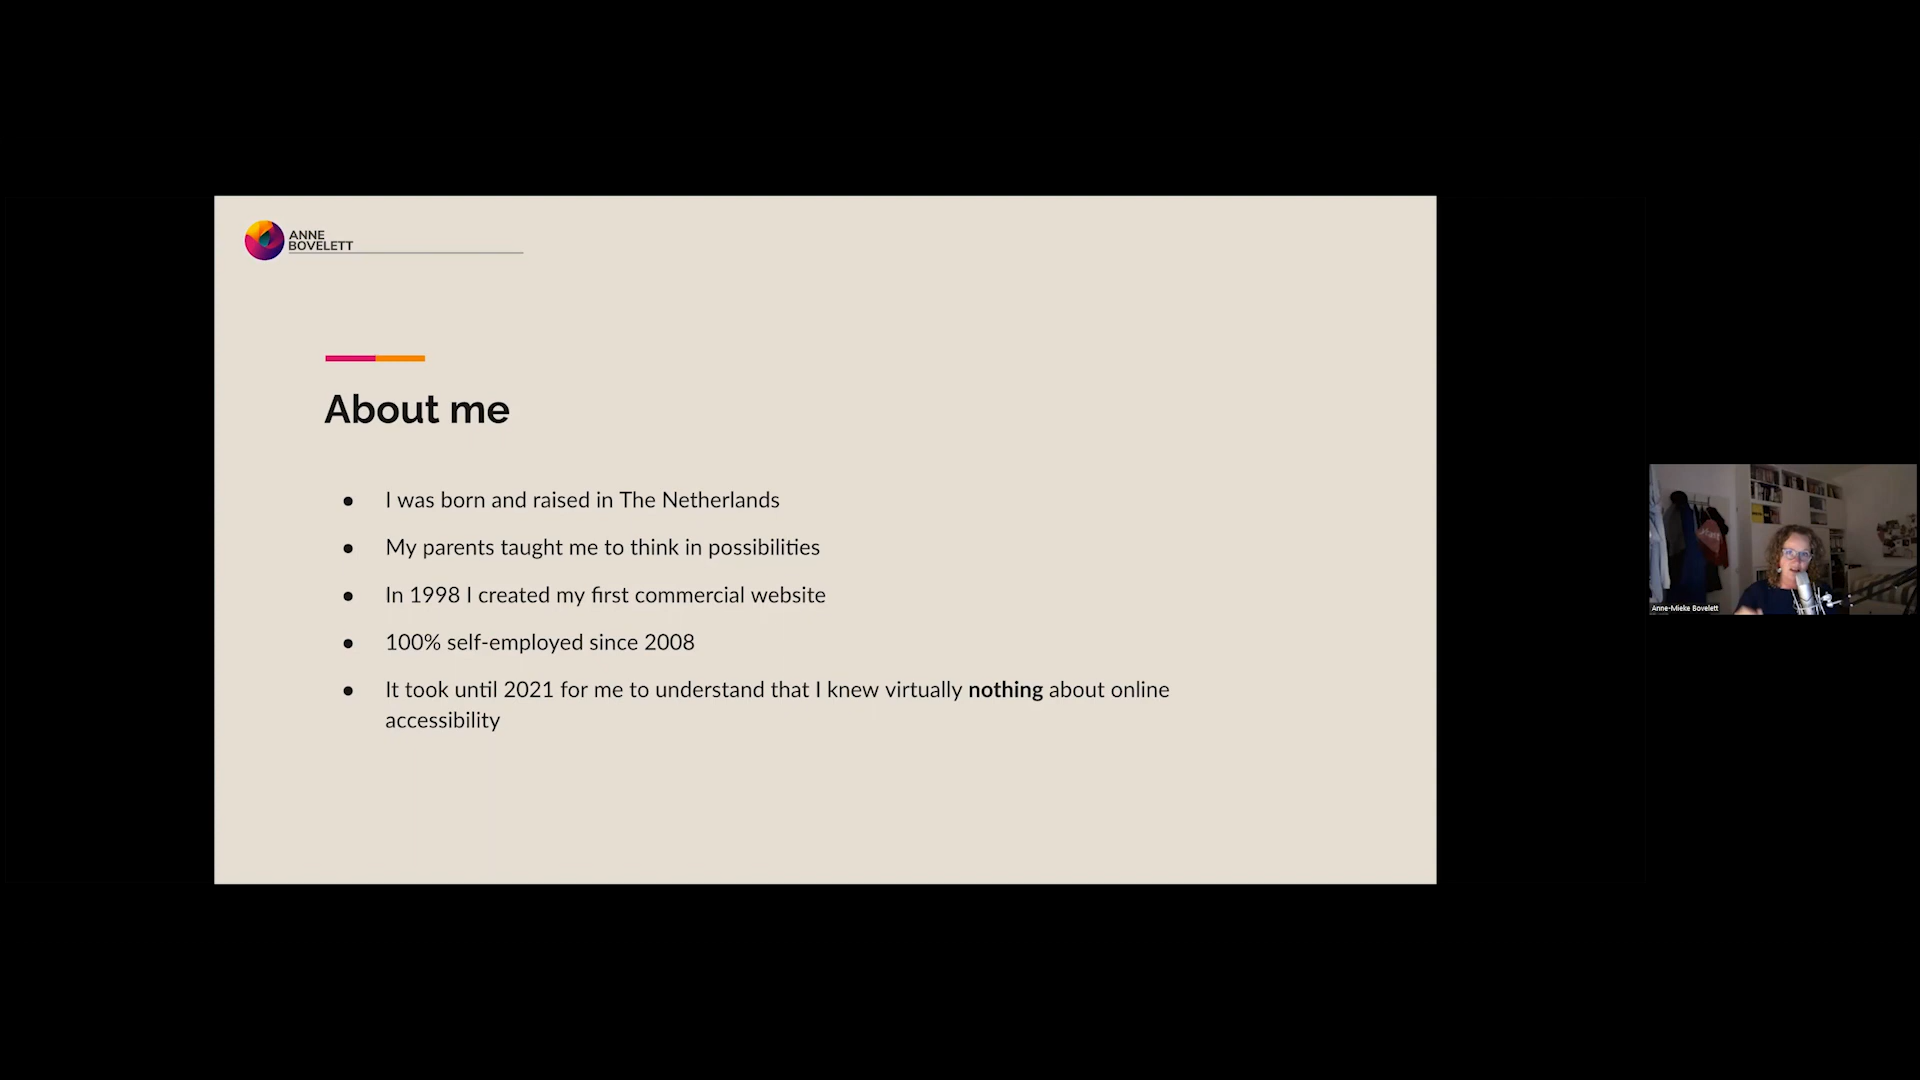 ANNE
BOVELETT
About me
● I was born and raised in The Netherlands
● My parents taught me to think in possibilities
● In 1998 I created my first commercial website
● 100% self-employed since 2008
● It took until 2021 for me to understand that I knew virtually nothing about online
accessibility
Anne-Mieke Bovelett